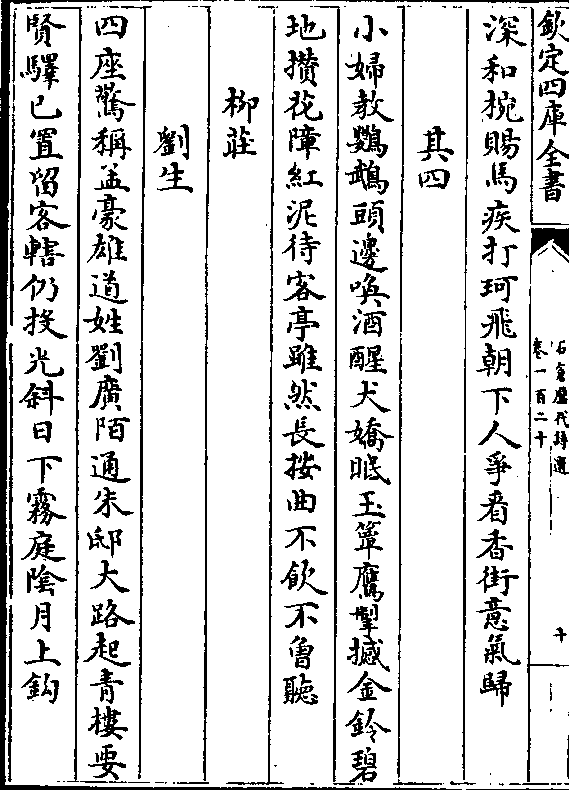 欽定四庫全書
石倉歷代詩選
卷一百二十
十
深和捥賜馬疾打珂飛朝下人爭看香街意氣歸
其四
小婦教鸚鵡頭邊喚酒醒犬嬌眠玉簟鷹掣撼金鈴碧
地攢花障紅泥待客亭雖然長按曲不飲不曾聽
柳莊
劉生
四座驚稱孟豪雄道姓劉廣陌通朱邸大路起青樓要
賢驛已置留客轄仍投光斜日下霧庭陰月上鈎